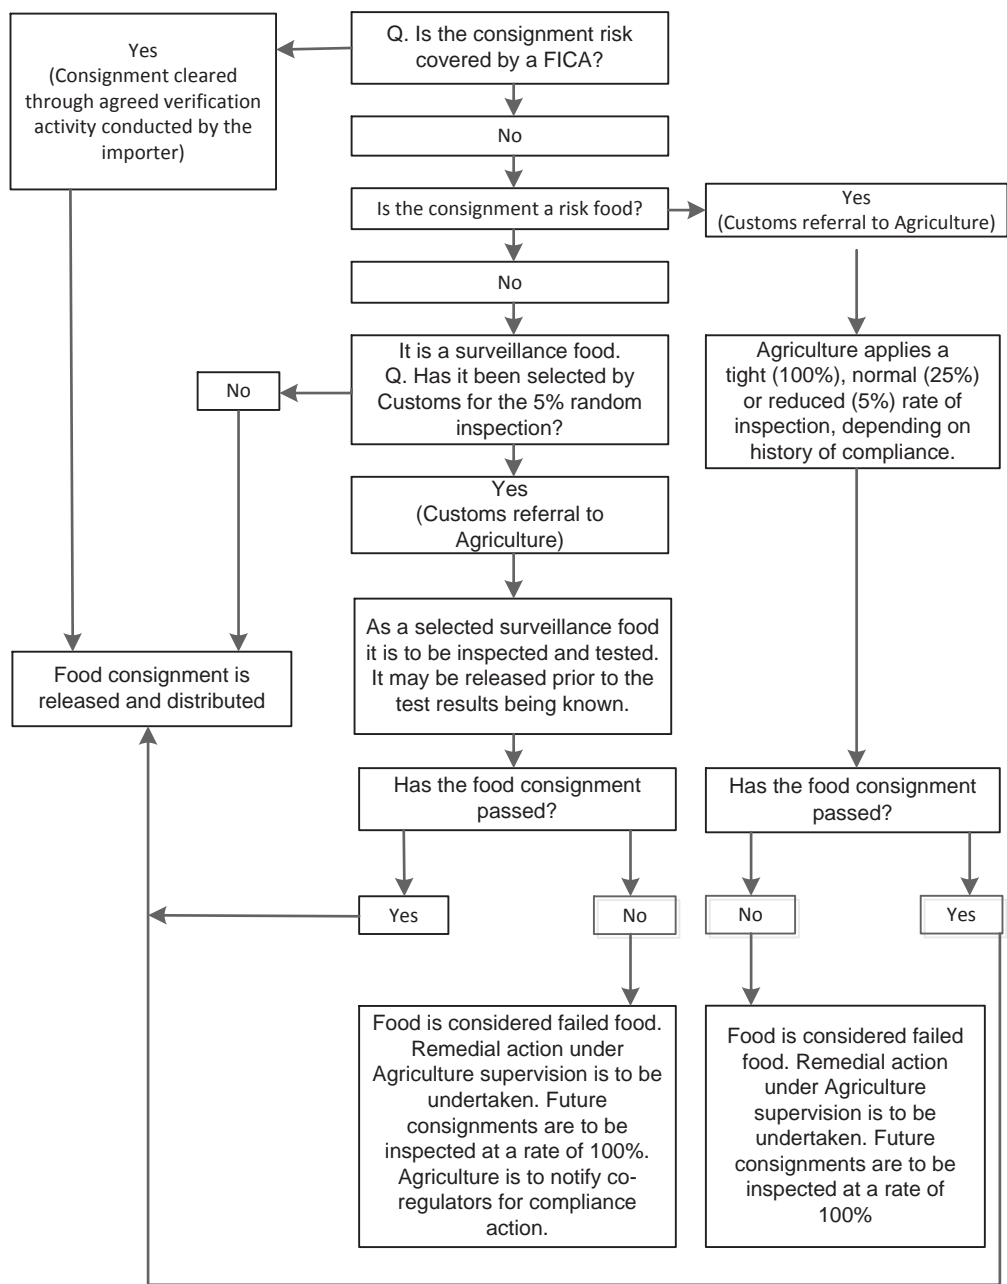 Q. Is the consignment risk
covered by a FICA?
Yes
(Consignment cleared
through agreed verification
activity conducted by the
importer)
No
Is the consignment a risk food?
Yes
(Customs referral to Agriculture)
No
It is a surveillance food.
Q. Has it been selected by
Customs for the 5% random
inspection?
No
Agriculture applies a
tight (100%), normal (25%)
or reduced (5%) rate of
inspection, depending on
history of compliance.
Yes
(Customs referral to
Agriculture)
As a selected surveillance food
it is to be inspected and tested.
It may be released prior to the
test results being known.
Food consignment is
released and distributed
Has the food consignment
passed?
Has the food consignment
passed?
Yes
No
No
Yes
Food is considered failed food.
Remedial action under
Agriculture supervision is to be
undertaken. Future
consignments are to be
inspected at a rate of 100%.
Agriculture is to notify co-
regulators for compliance
action.
Food is considered failed
food. Remedial action
under Agriculture
supervision is to be
undertaken. Future
consignments are to be
inspected at a rate of
100%